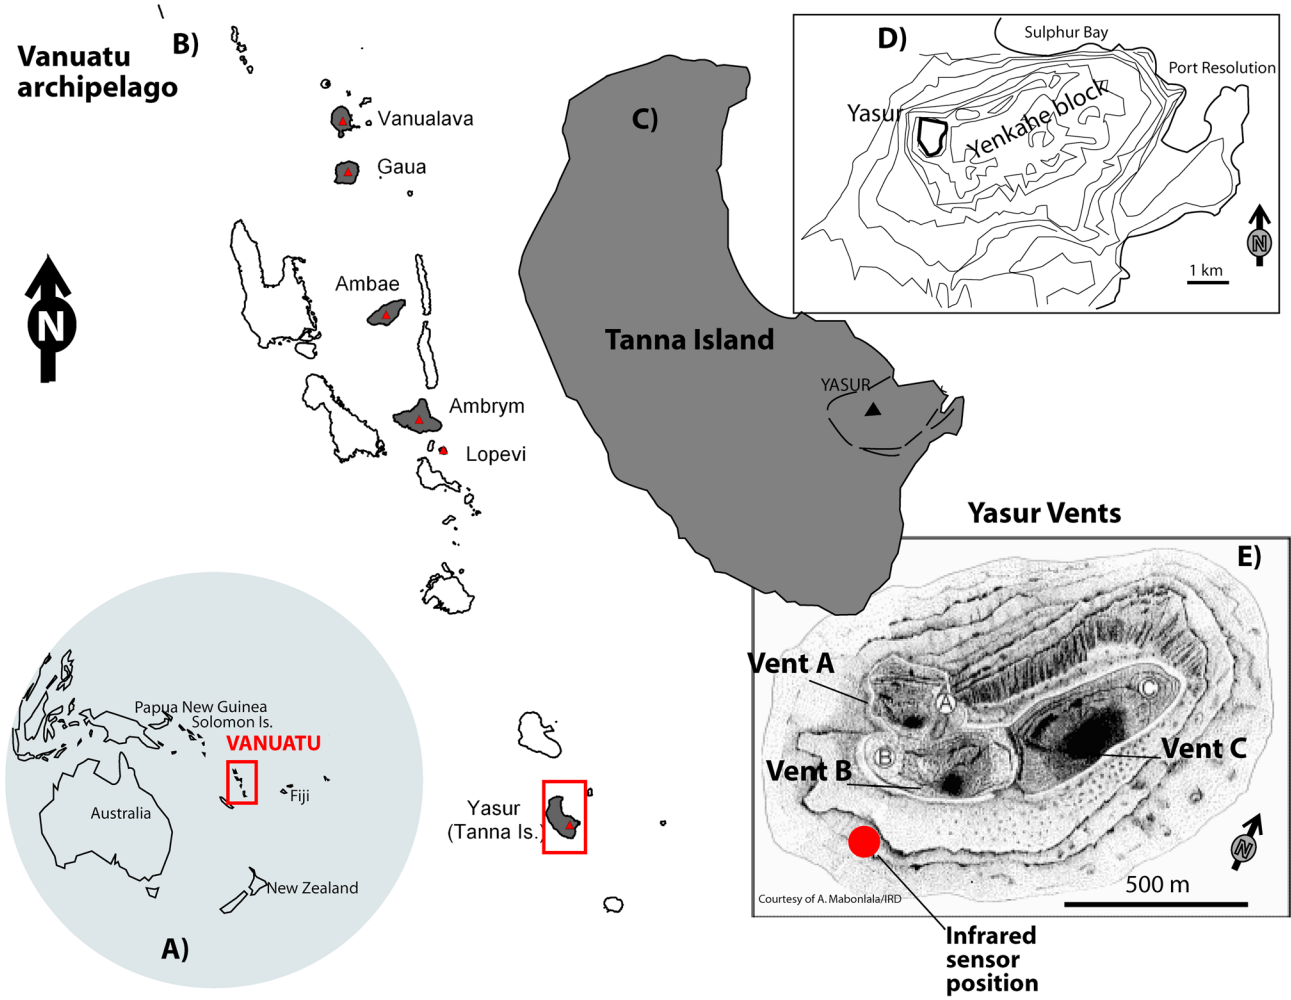 Vanuatu
archipelago
B)
Vanualava
Gaua
Ambae
Ambrym
Lopevi
N
Yasur
(Tanna Is.)
C)
Tanna Island
YASUR
D)
Sulphur Bay
Port Resolution
Yasur
Yenkahe block
N
1 km
Papua New Guinea
Solomon Is.
VANUATU
Fiji
Australia
New Zealand
A)
Yasur Vents
E)
Vent A
A
C
B
Vent B
Vent C
N
500 m
Courtesy of A. Mabonlala/IRD
Infrared
sensor
position